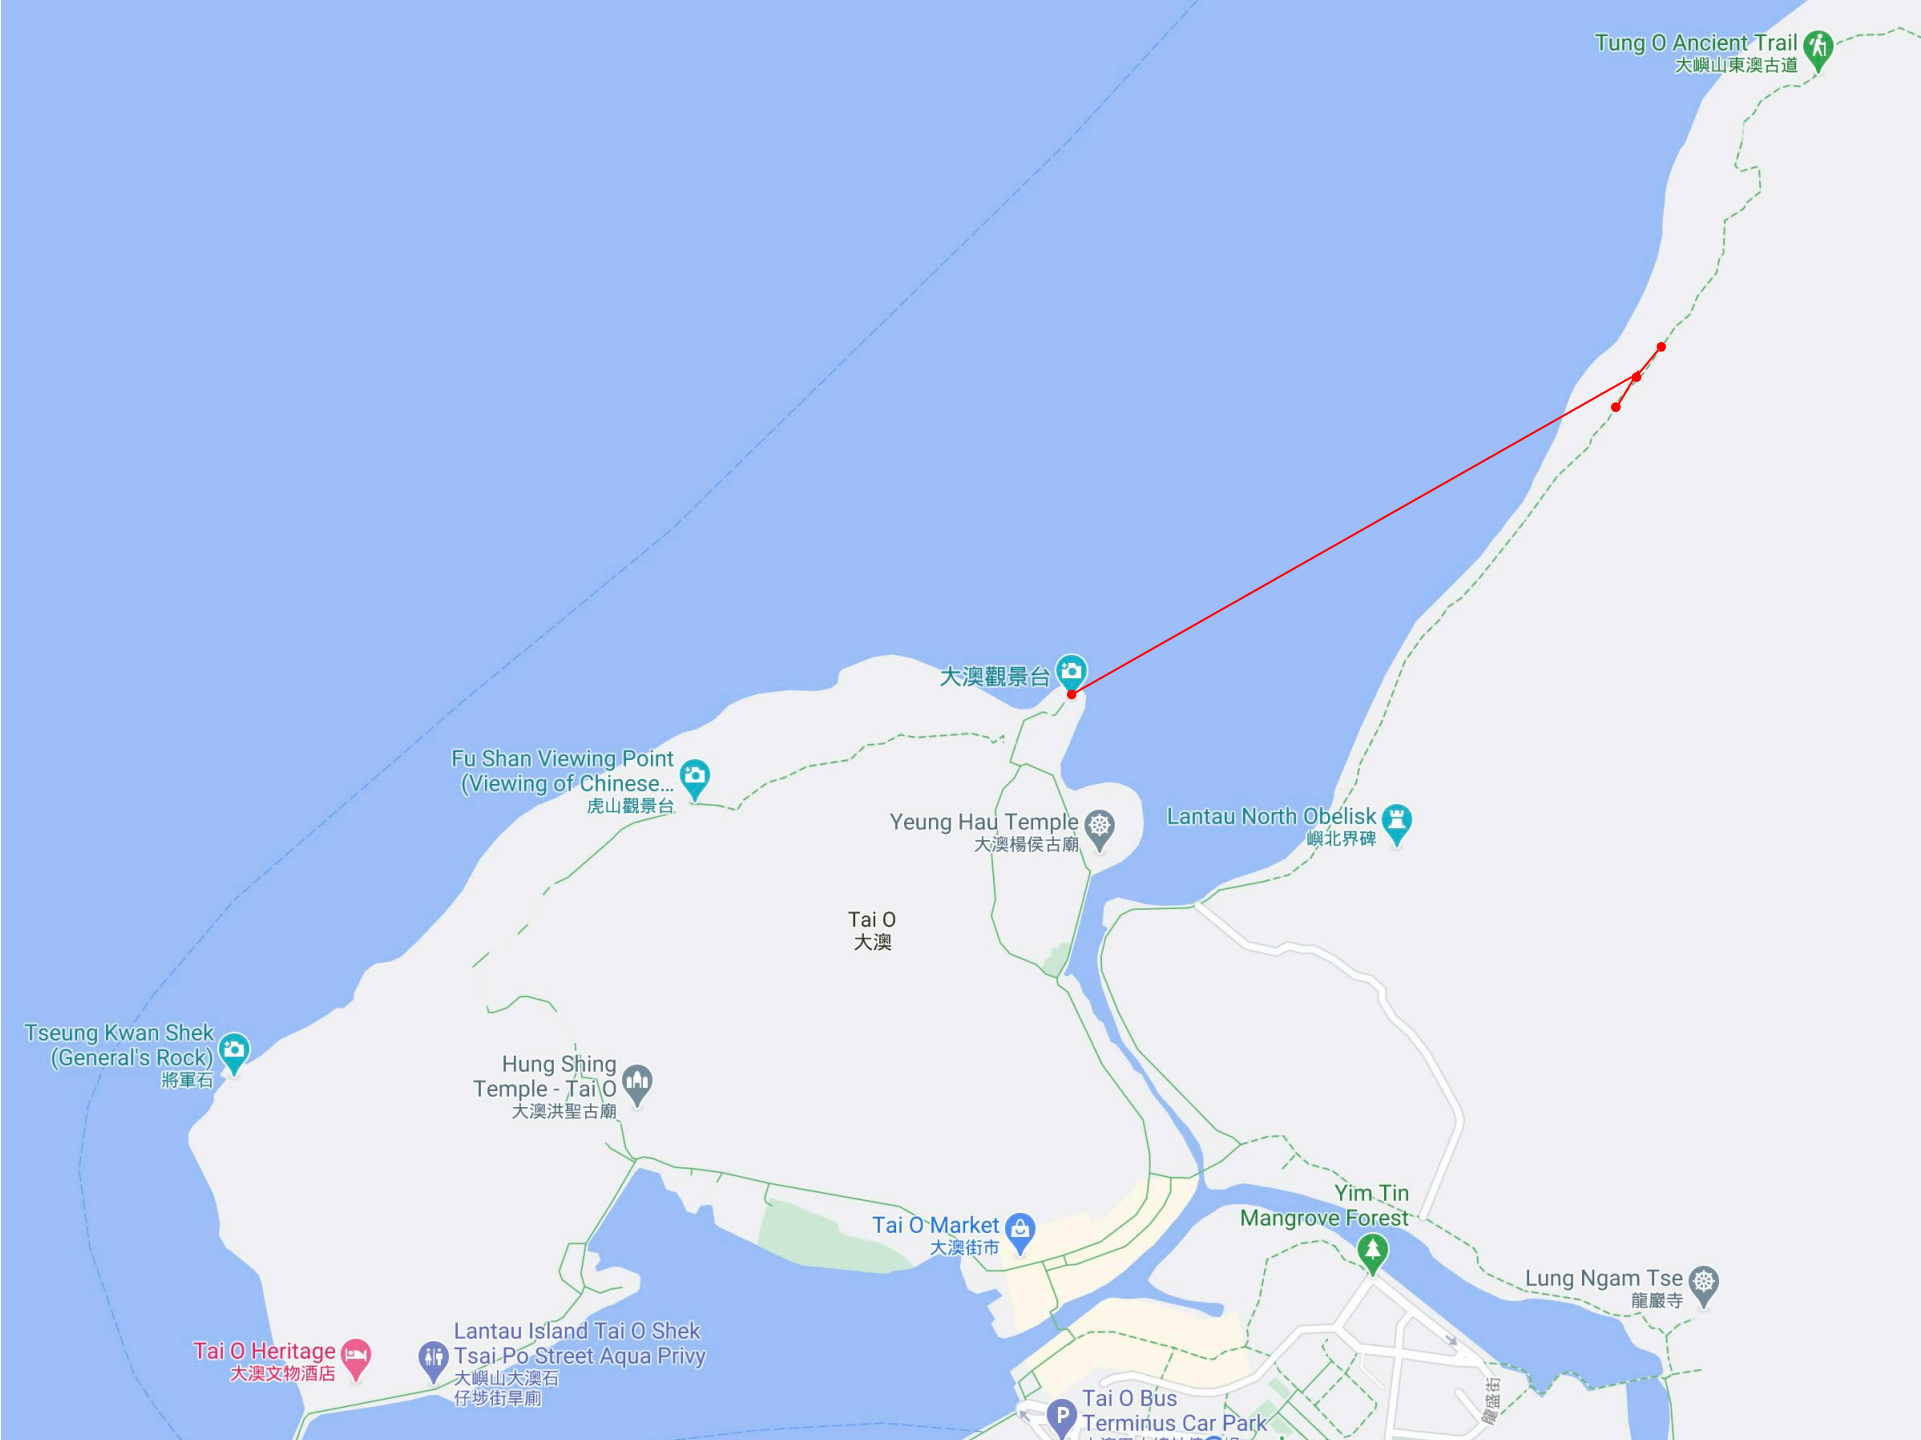 Tung O Ancient Trail
大嶼山東澳古道
大澳觀景台
Fu Shan Viewing Point
(Viewing of Chinese...
虎山觀景台
Yeung Hau Temple
大澳楊侯古廟
Lantau North Obelisk
嶼北界碑
Tai O
大澳
Tseung Kwan Shek
(General's Rock)
將軍石
Hung Shing
Temple - Tai O
大澳洪聖古廟
Yim Tin
Mangrove Forest
Tai O Market
大澳街市
Lung Ngam Tse
龍巖寺
Tai O Heritage
大澳文物酒店
Lantau Island Tai O Shek
Tsai Po Street Aqua Privy
大嶼山大澳石
仔埗街旱廁
龍盛街
P
Tai O Bus
Terminus Car Park